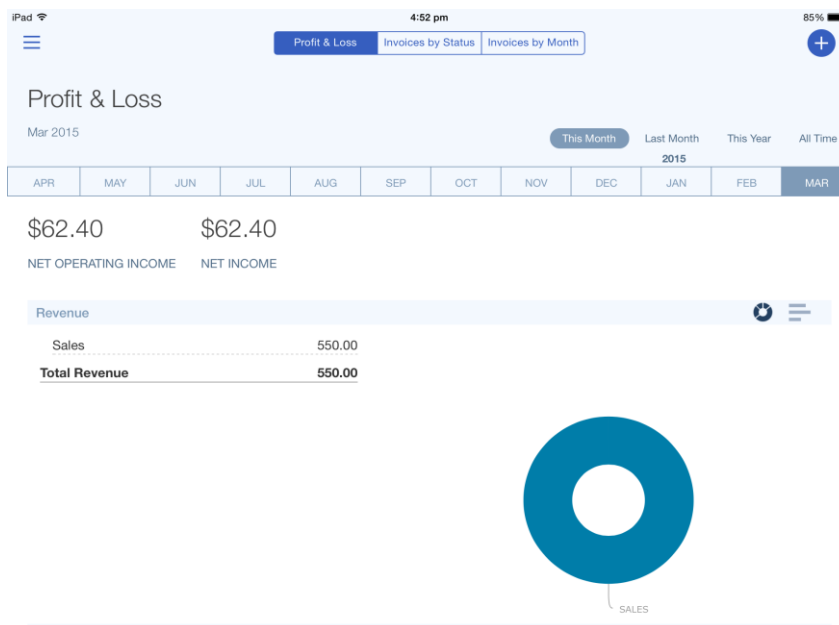 iPad 4:52 pm 85%
Profit & Loss Invoices by Status Invoices by Month
Profit & Loss
Mar 2015
This Month Last Month This Year All Time
2015
APR MAY JUN JUL AUG SEP OCT NOV DEC JAN FEB MAR
$62.40 $62.40
NET OPERATING INCOME NET INCOME
Revenue
Sales 550.00
Total Revenue 550.00
SALES